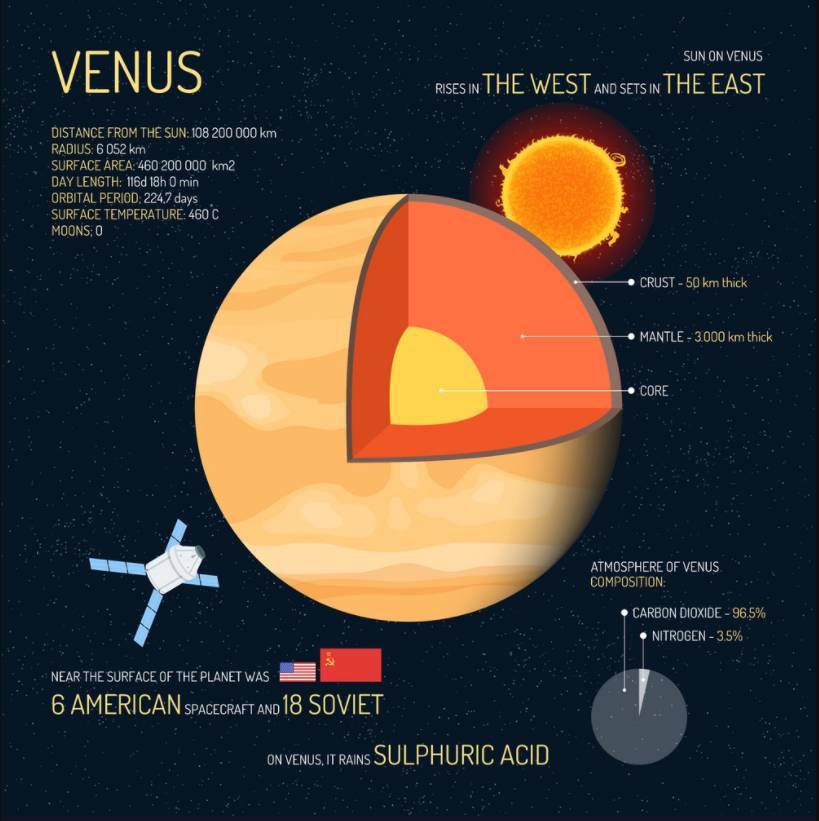 VENUS
SUN ON VENUS
RISES IN THE WEST AND SETS IN THE EAST
DISTANCE FROM THE SUN: 108 200 000 km
RADIUS: 6 052 km
SURFACE AREA: 460 200 000 km2
DAY LENGTH: 116d 18h 0 min
ORBITAL PERIOD; 224,7 days
SURFACE TEMPERATURE: 460 C
MOONS; 0
CRUST - 50 km thick
MANTLE - 3.000 km thick
CORE
ATMOSPHERE OF VENUS
COMPOSITION:
CARBON DIOXIDE - 96.5%
NITROGEN - 3.5%
NEAR THE SURFACE OF THE PLANET WAS
6 AMERICAN SPACECRAFT AND 18 SOVIET
ON VENUS, IT RAINS SULPHURIC ACID